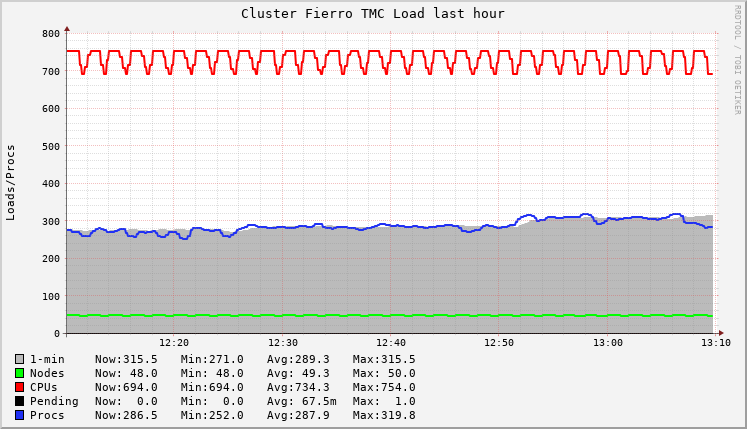 Cluster Fierro TMC Load last hour
RRDTOOL / TOBI OETIKER
Loads/Procs
800
700
600
500
400
300
200
100
0
12:20 12:30 12:40 12:50 13:00 13:10
1-min Now:315.5 Min:271.0 Avg:289.3 Max:315.5
Nodes Now: 48.0 Min: 48.0 Avg: 49.3 Max: 50.0
CPUs Now:694.0 Min:694.0 Avg:734.3 Max:754.0
Pending Now: 0.0 Min: 0.0 Avg: 67.5m Max: 1.0
Procs Now:286.5 Min:252.0 Avg:287.9 Max:319.8